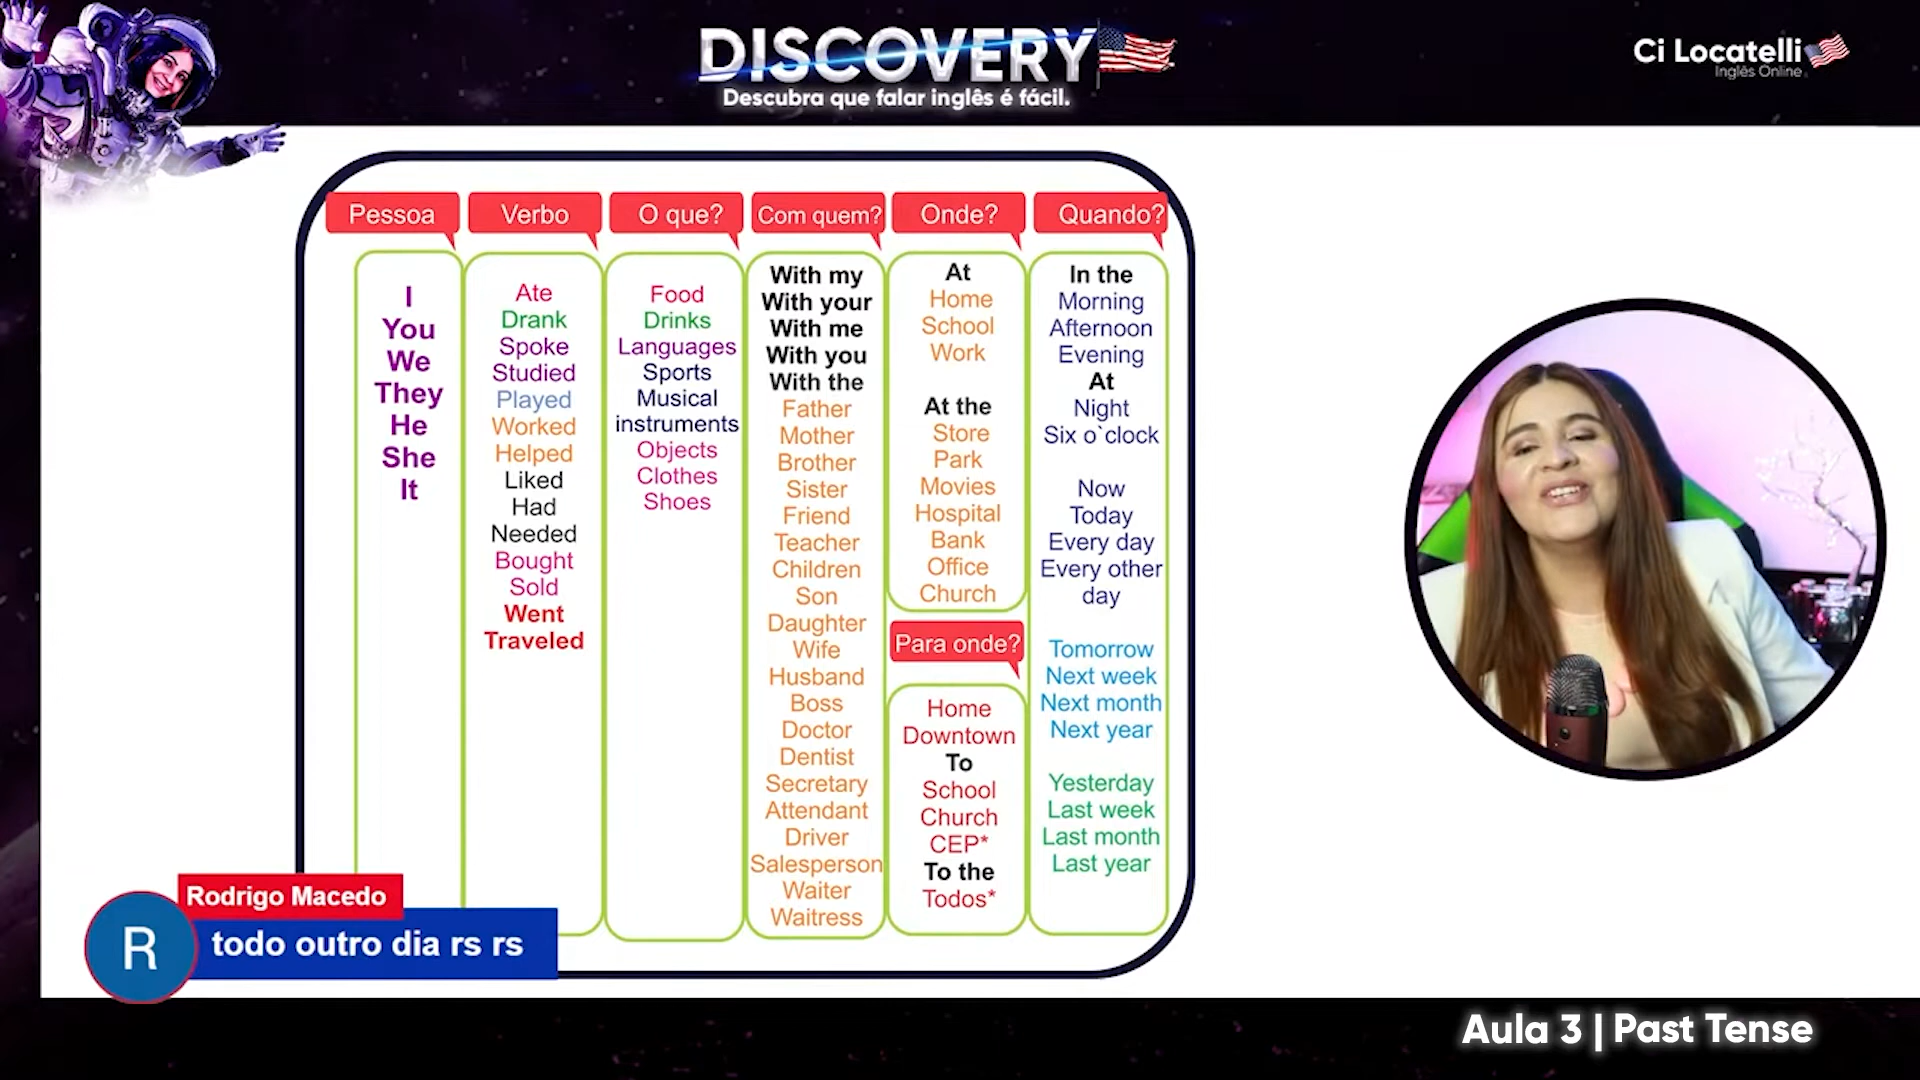 DISCOVERY
Descubra que falar inglês é fácil.
Ci Locatelli
Inglês Online
Pessoa
I
You
We
They
He
She
It
Verbo
Ate
Drank
Spoke
Studied
Played
Worked
Helped
Liked
Had
Needed
Bought
Sold
Went
Traveled
O que?
Food
Drinks
Languages
Sports
Musical
instruments
Objects
Clothes
Shoes
Com quem?
With my
With your
With me
With you
With the
Father
Mother
Brother
Sister
Friend
Teacher
Children
Son
Daughter
Wife
Husband
Boss
Doctor
Dentist
Secretary
Attendant
Driver
Salesperson
Waiter
Waitress
Onde?
At
Home
School
Work
At the
Store
Park
Movies
Hospital
Bank
Office
Church
Para onde?
Home
Downtown
To
School
Church
CEP*
To the
Todos*
Quando?
In the
Morning
Afternoon
Evening
At
Night
Six o`clock
Now
Today
Every day
Every other
day
Tomorrow
Next week
Next month
Next year
Yesterday
Last week
Last month
Last year
Rodrigo Macedo
R
todo outro dia rs rs
Aula 3 | Past Tense